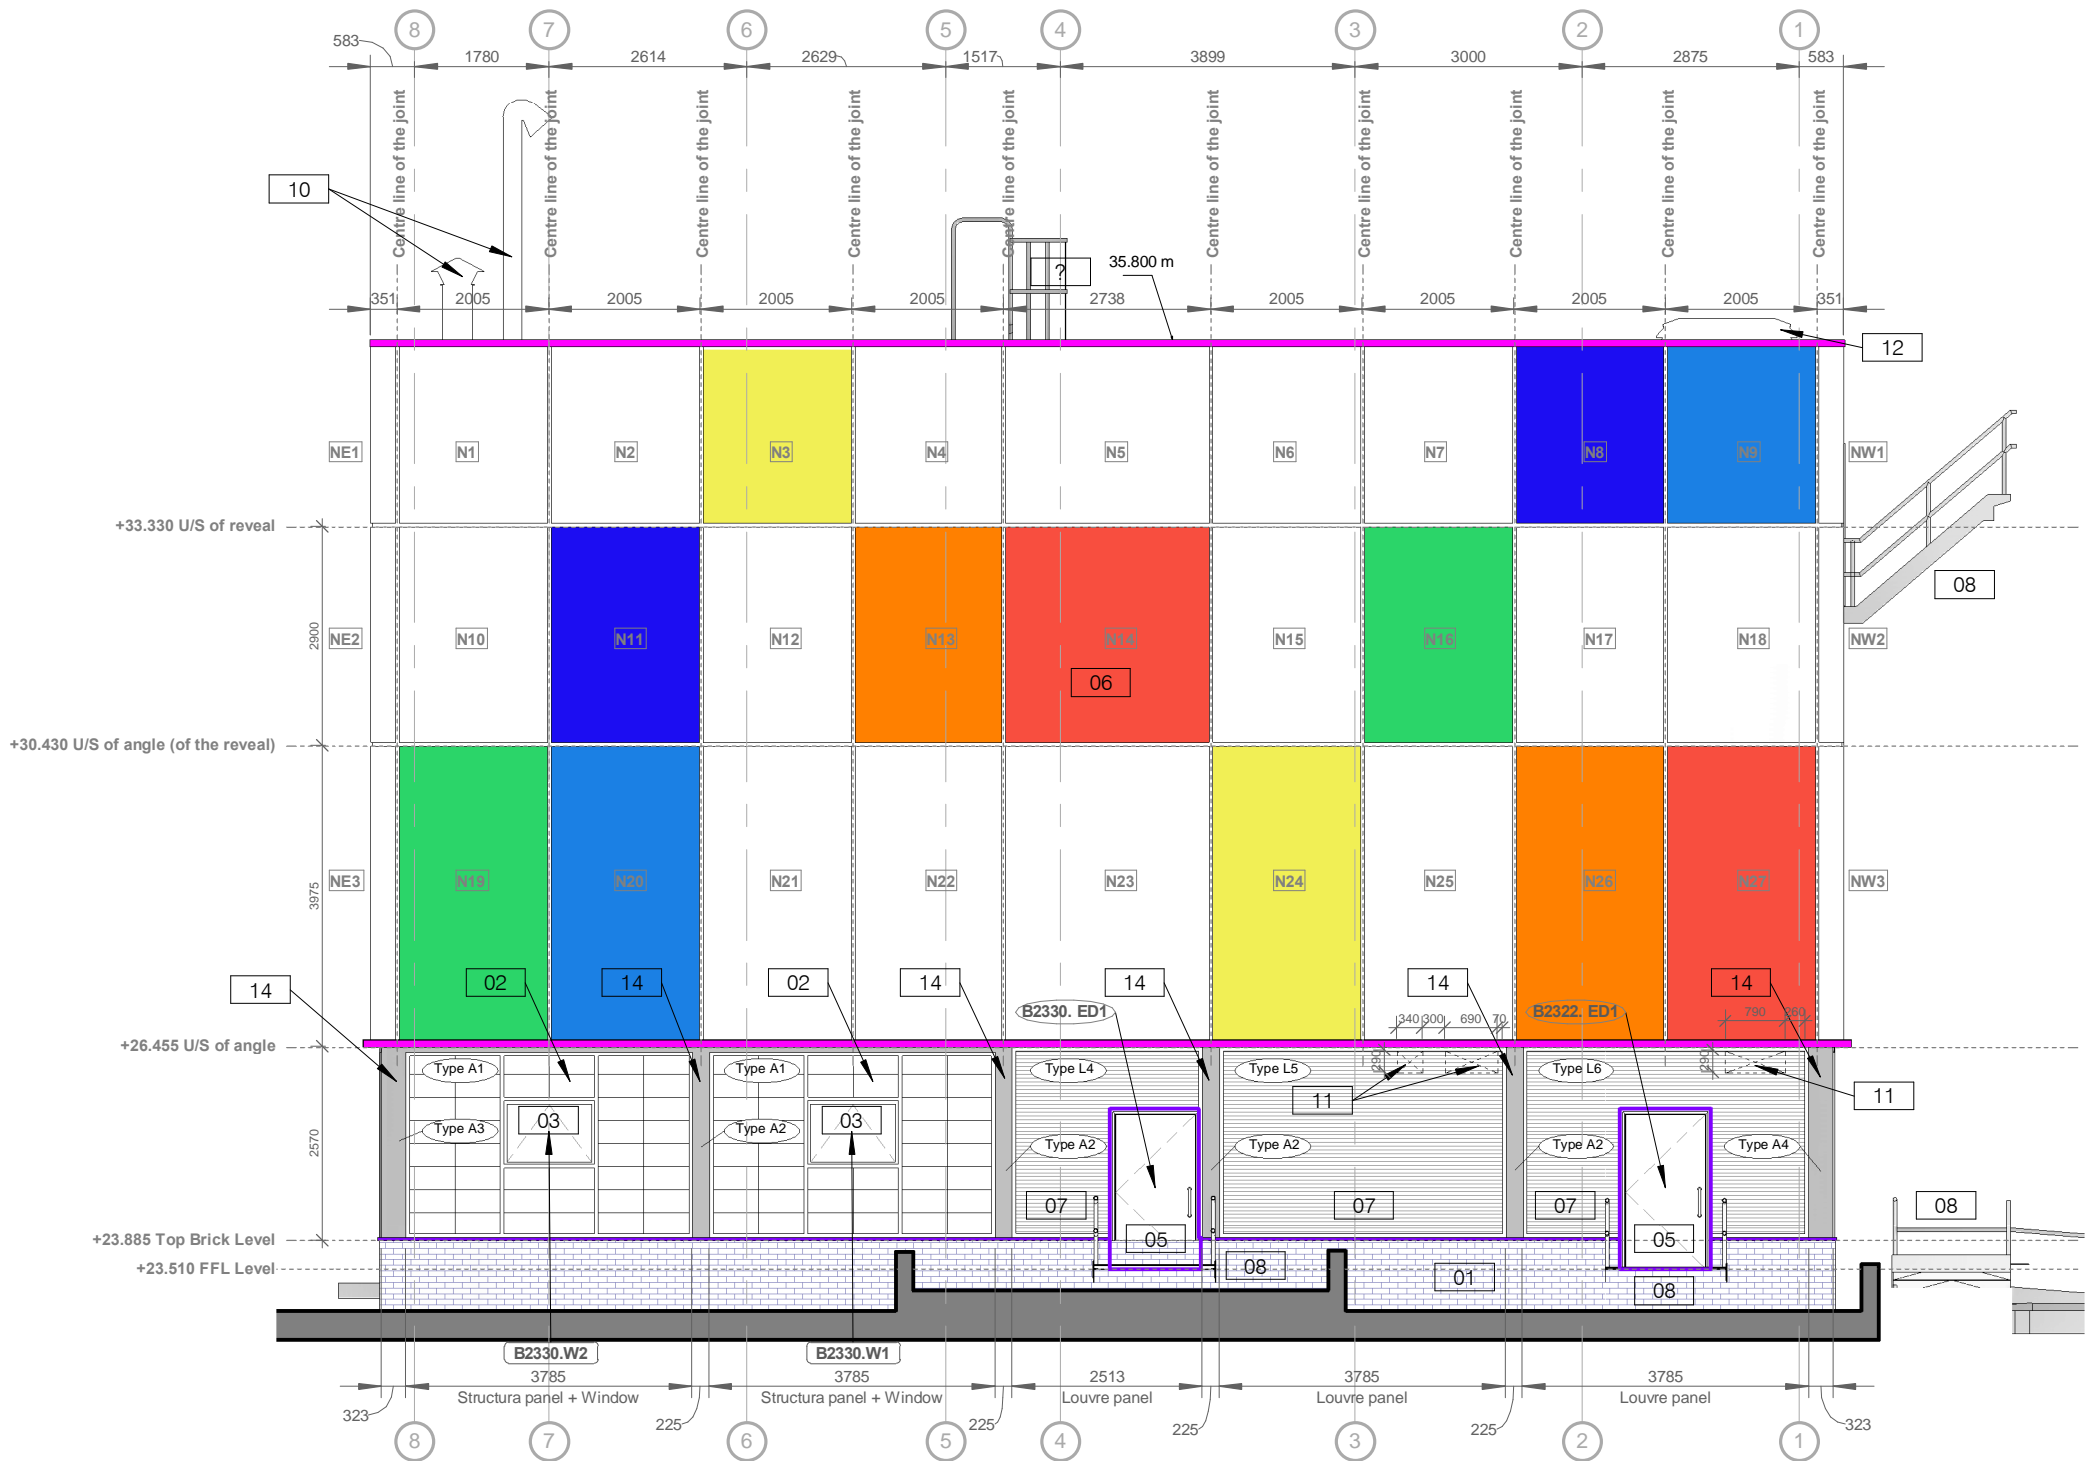 8 7 6 5 4 3 2 1
583 1780 2614 2629 1517 3899 3000 2875 583
Centre line of the joint
Centre line of the joint
Centre line of the joint
Centre line of the joint
Centre line of the joint
Centre line of the joint
Centre line of the joint
Centre line of the joint
Centre line of the joint
Centre line of the joint
10
? 35.800 m
351 2005 2005 2005 2005 2738 2005 2005 2005 2005 351
12
NE1 N1 N2 N3 N4 N5 N6 N7 N8 N9 NW1
+33.330 U/S of reveal
08
2900
NE2 N10 N11 N12 N13 N14 N15 N16 N17 N18 NW2
06
+30.430 U/S of angle (of the reveal)
3975
NE3 N19 N20 N21 N22 N23 N24 N25 N26 N27 NW3
14 02 14 02 14 14 14 14
B2330. ED1 B2322. ED1
340 300 690 70 790 260
+26.455 U/S of angle
290 290
Type A1 Type A1 Type L4 Type L5 Type L6
11 11
03 03
Type A3 Type A2 Type A2 Type A2 Type A2 Type A4
2570
07 07 07 08
05 05
+23.885 Top Brick Level
+23.510 FFL Level
08 01 08
B2330.W2 B2330.W1
3785 3785 2513 3785 3785
Structura panel + Window Structura panel + Window Louvre panel Louvre panel Louvre panel
323 225 225 225 225 323
8 7 6 5 4 3 2 1